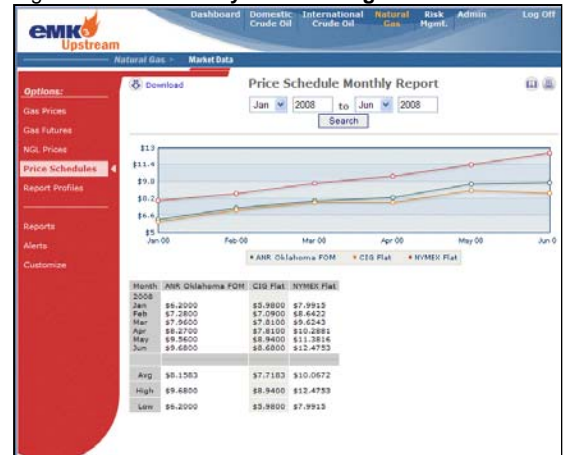 eMK
Upstream
Dashboard Domestic Crude Oil International Crude Oil Natural Gas Risk Mgmt. Admin Log Off
Natural Gas > Market Data
Options:
Gas Prices
Gas Futures
NGL Prices
Price Schedules
Report Profiles
Reports
Alerts
Customize
Download
Price Schedule Monthly Report
Jan 2008 to Jun 2008
Search
$13
$11.4
$9.8
$8.2
$6.6
$5
Jan 00 Feb 00 Mar 00 Apr 00 May 00 Jun 0
ANR Oklahoma FOM CIG Flat NYMEX Flat
Month ANR Oklahoma FOM CIG Flat NYMEX Flat
2008
Jan $6.2000 $5.9800 $7.9915
Feb $7.2800 $7.0900 $8.6422
Mar $7.9600 $7.8100 $9.6243
Apr $8.2700 $7.8100 $10.2881
May $9.5600 $8.9400 $11.3816
Jun $9.6800 $8.6800 $12.4753
Avg $8.1583 $7.7183 $10.0672
High $9.6800 $8.9400 $12.4753
Low $6.2000 $5.9800 $7.9915